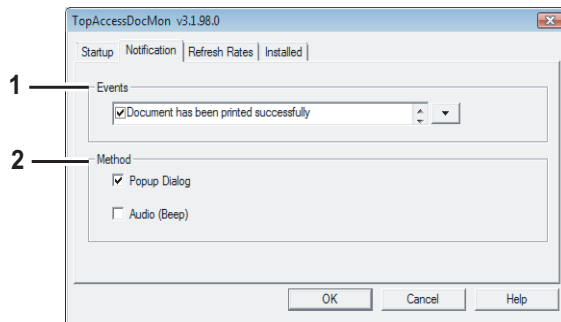 TopAccessDocMon v3.1.98.0
Startup Notification Refresh Rates Installed
1
Events
Document has been printed successfully
2
Method
Popup Dialog
Audio (Beep)
OK Cancel Help